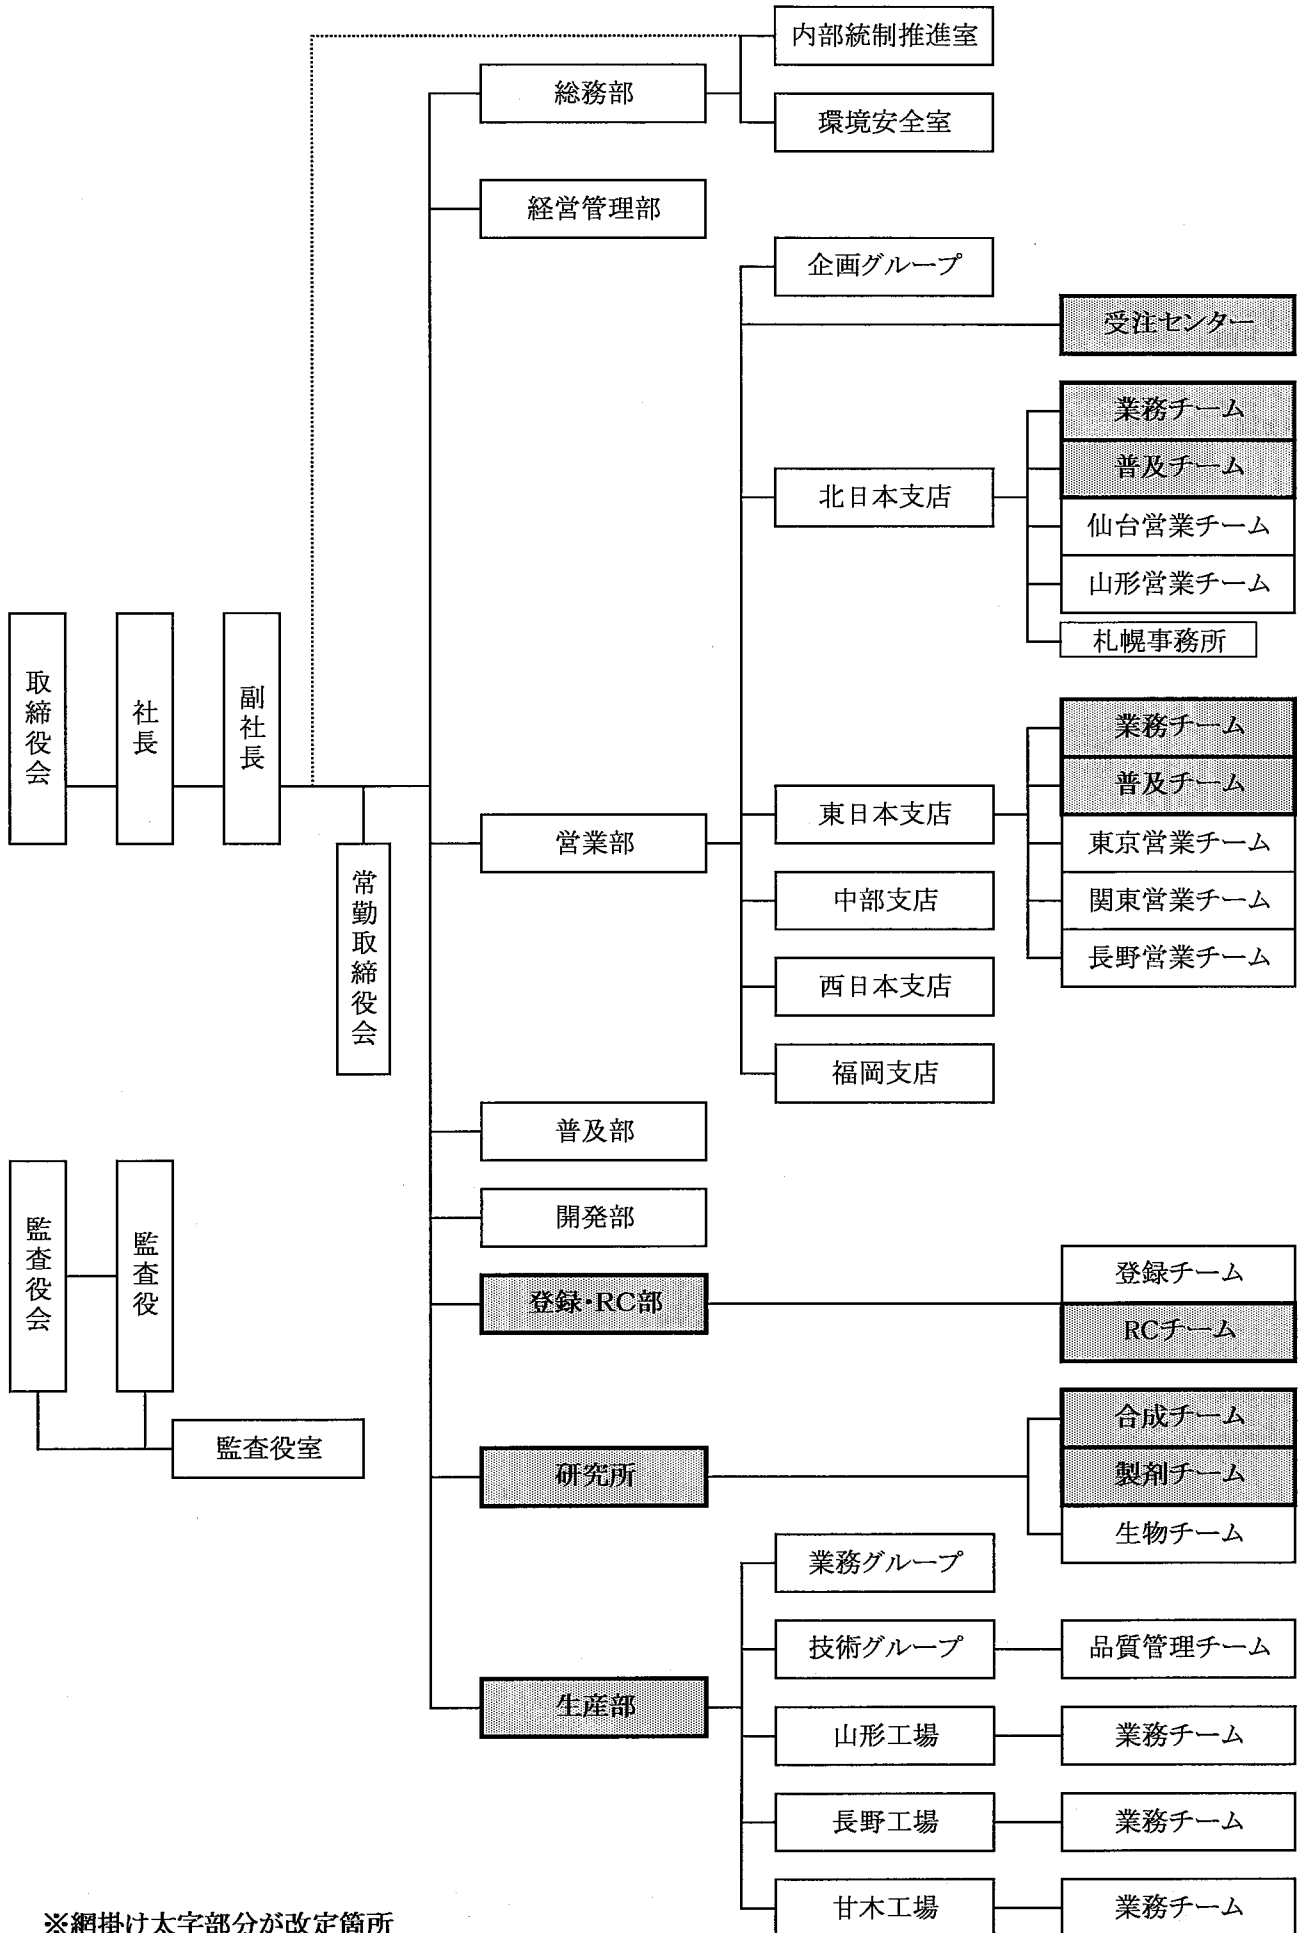 内部統制推進室
総務部
環境安全室
経営管理部
企画グループ
受注センター
業務チーム
普及チーム
北日本支店
仙台営業チーム
山形営業チーム
札幌事務所
取締役会
社長
副社長
常勤取締役会
営業部
業務チーム
普及チーム
東日本支店
東京営業チーム
中部支店
関東営業チーム
長野営業チーム
西日本支店
福岡支店
普及部
開発部
監査役会
監査役
監査役室
登録・RC部
登録チーム
RCチーム
研究所
合成チーム
製剤チーム
生物チーム
生産部
業務グループ
技術グループ
品質管理チーム
山形工場
業務チーム
長野工場
業務チーム
甘木工場
業務チーム
※網掛け太字部分が改定箇所